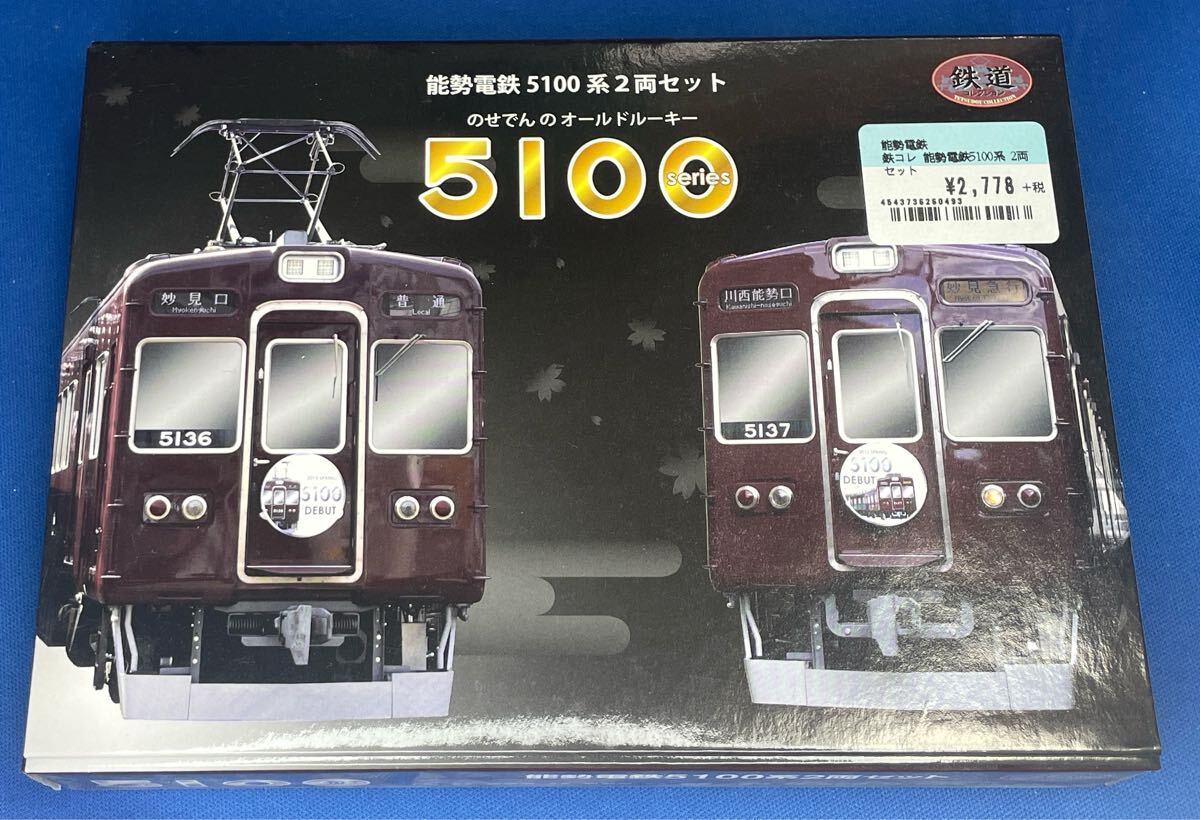 能勢電鉄 5100 系 2 両セット
のせでん の オールドルーキー
5100
series
鉄道
コレクション
TETSUDOU COLLECTION
能勢電鉄
鉄コレ 能勢電鉄5100系 2両
セット
¥2,778 +税
4543736260493
妙見口
Myokenguchi
普通
Local
5136
5100
DEBUT
川西能勢口
Kawanishi-noseguchi
妙見急行
5137
5100
DEBUT
5100
能勢電鉄5100系2両セット